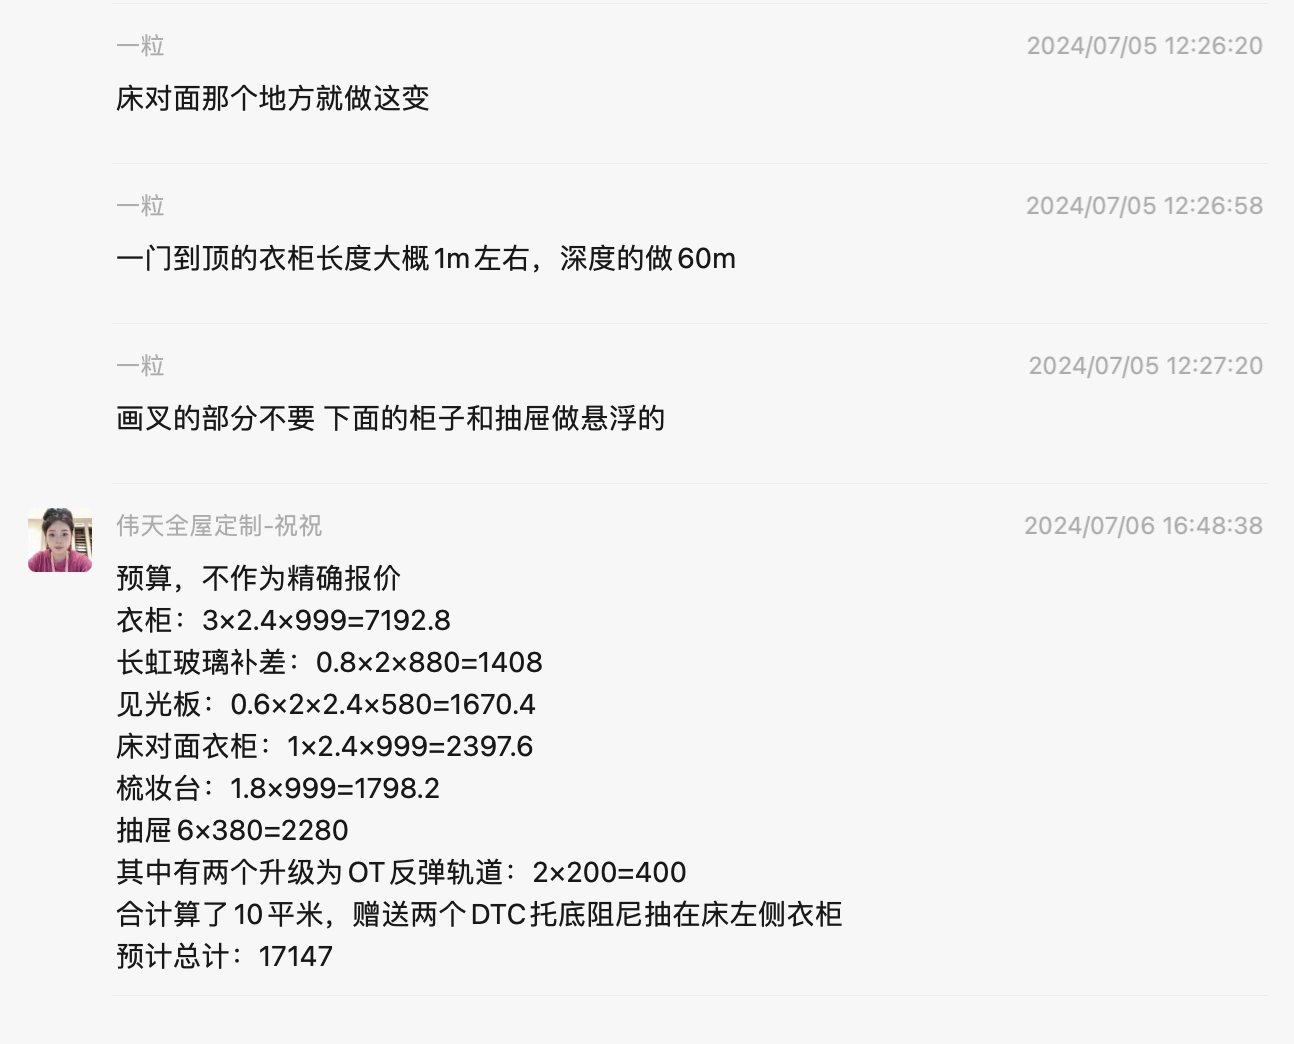 一粒
2024/07/05 12:26:20
床对面那个地方就做这变
一粒
2024/07/05 12:26:58
一门到顶的衣柜长度大概1m左右，深度的做60m
一粒
2024/07/05 12:27:20
画叉的部分不要 下面的柜子和抽屉做悬浮的
伟天全屋定制-祝祝
2024/07/06 16:48:38
预算，不作为精确报价
衣柜：3×2.4×999=7192.8
长虹玻璃补差：0.8×2×880=1408
见光板：0.6×2×2.4×580=1670.4
床对面衣柜：1×2.4×999=2397.6
梳妆台：1.8×999=1798.2
抽屉6×380=2280
其中有两个升级为OT反弹轨道：2×200=400
合计算了10平米，赠送两个DTC托底阻尼抽在床左侧衣柜
预计总计：17147